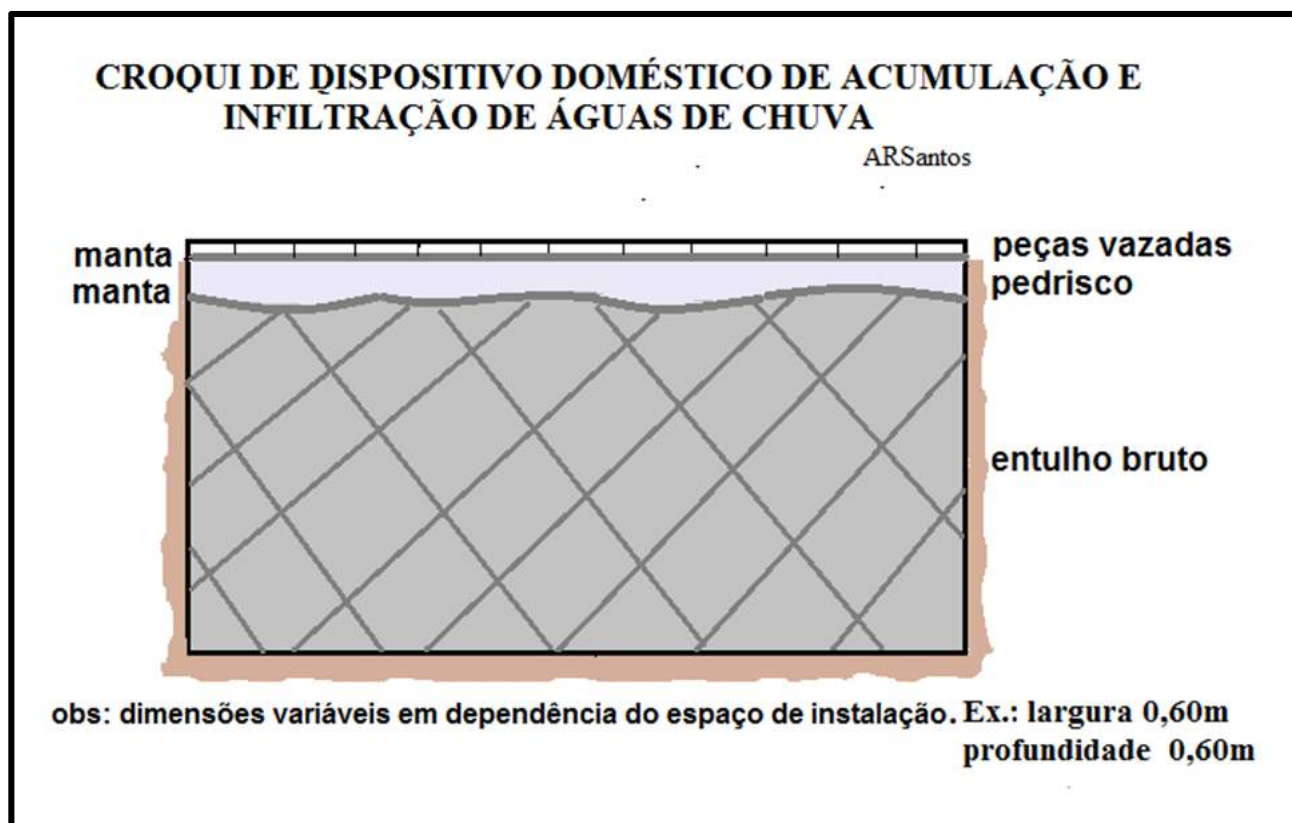 CROQUI DE DISPOSITIVO DOMÉSTICO DE ACUMULAÇÃO E
INFILTRAÇÃO DE ÁGUAS DE CHUVA
ARSantos
manta
peças vazadas
manta
pedrisco
entulho bruto
obs: dimensões variáveis em dependência do espaço de instalação. Ex.: largura 0,60m
profundidade 0,60m